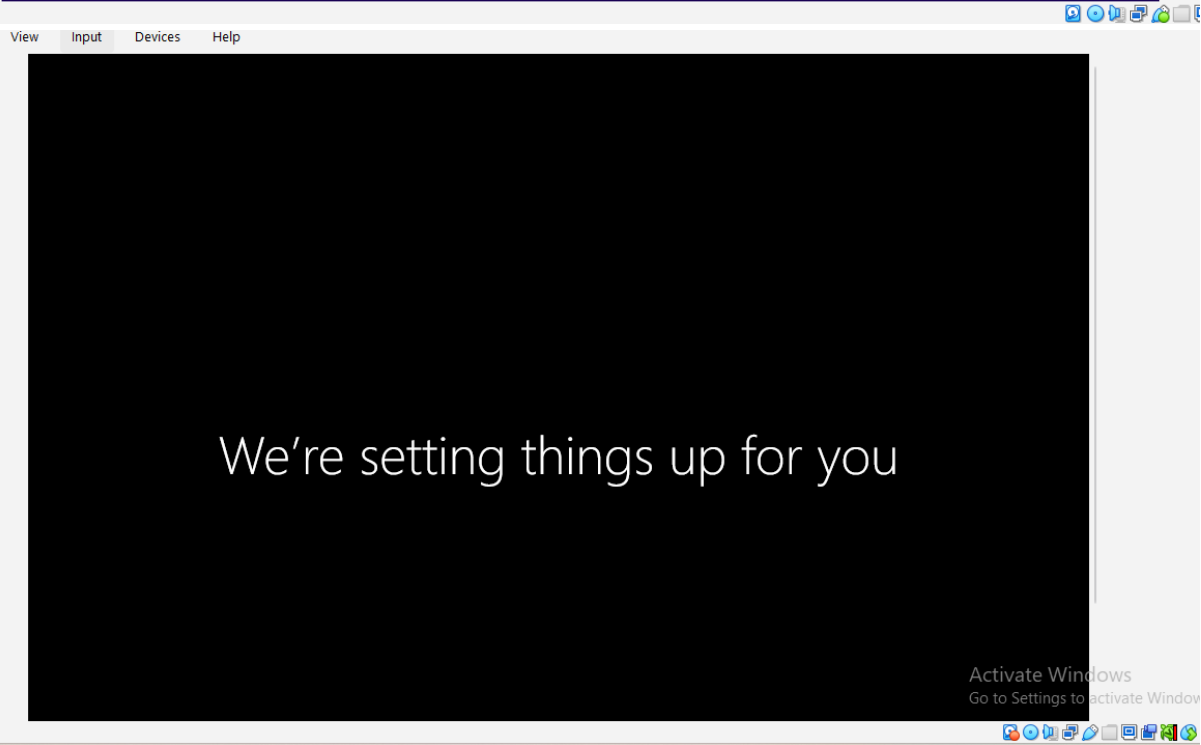 View Input Devices Help
We're setting things up for you
Activate Windows
Go to Settings to activate Window